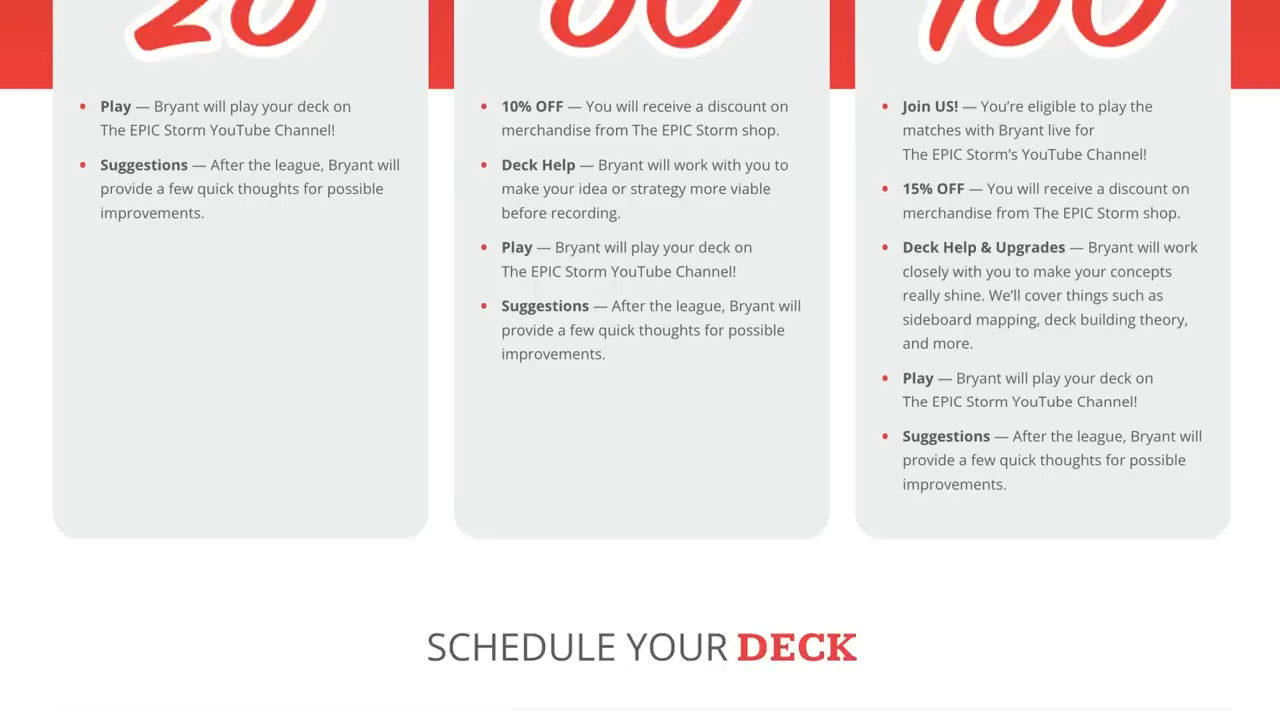 • Play — Bryant will play your deck on
The EPIC Storm YouTube Channel!
• Suggestions — After the league, Bryant will
provide a few quick thoughts for possible
improvements.
• 10% OFF — You will receive a discount on
merchandise from The EPIC Storm shop.
• Deck Help — Bryant will work with you to
make your idea or strategy more viable
before recording.
• Play — Bryant will play your deck on
The EPIC Storm YouTube Channel!
• Suggestions — After the league, Bryant will
provide a few quick thoughts for possible
improvements.
• Join US! — You’re eligible to play the
matches with Bryant live for
The EPIC Storm’s YouTube Channel!
• 15% OFF — You will receive a discount on
merchandise from The EPIC Storm shop.
• Deck Help & Upgrades — Bryant will work
closely with you to make your concepts
really shine. We’ll cover things such as
sideboard mapping, deck building theory,
and more.
• Play — Bryant will play your deck on
The EPIC Storm YouTube Channel!
• Suggestions — After the league, Bryant will
provide a few quick thoughts for possible
improvements.
SCHEDULE YOUR DECK